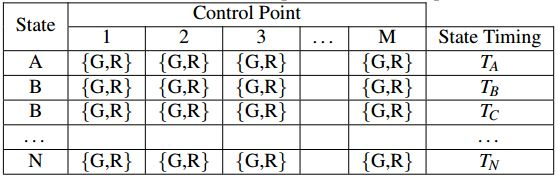 State Control Point
1 2 3 ... M State Timing
A {G,R} {G,R} {G,R} {G,R} T_A
B {G,R} {G,R} {G,R} {G,R} T_B
B {G,R} {G,R} {G,R} {G,R} T_C
... ...
N {G,R} {G,R} {G,R} {G,R} T_N